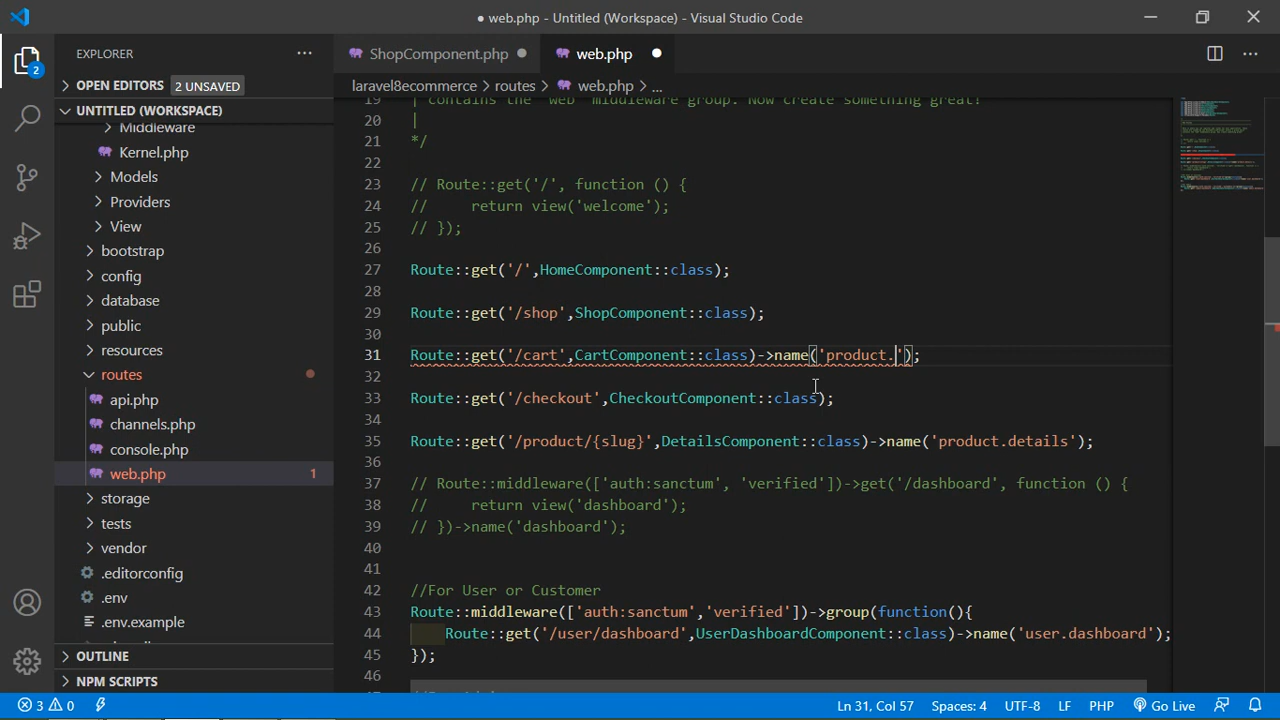 ● web.php - Untitled (Workspace) - Visual Studio Code
2
EXPLORER
OPEN EDITORS 2 UNSAVED
UNTITLED (WORKSPACE)
Middleware
Kernel.php
Models
Providers
View
bootstrap
config
database
public
resources
routes
api.php
channels.php
console.php
web.php 1
storage
tests
vendor
.editorconfig
.env
.env.example
OUTLINE
NPM SCRIPTS
ShopComponent.php
web.php
laravel8ecommerce > routes > web.php > ...
19 | contains the "web" middleware group. Now create something great!
20 |
21 */
22
23 // Route::get('/', function () {
24 //     return view('welcome');
25 // });
26
27 Route::get('/',HomeComponent::class);
28
29 Route::get('/shop',ShopComponent::class);
30
31 Route::get('/cart',CartComponent::class)->name('product.');
32
33 Route::get('/checkout',CheckoutComponent::class);
34
35 Route::get('/product/{slug}',DetailsComponent::class)->name('product.details');
36
37 // Route::middleware(['auth:sanctum', 'verified'])->get('/dashboard', function () {
38 //     return view('dashboard');
39 // })->name('dashboard');
40
41
42 //For User or Customer
43 Route::middleware(['auth:sanctum','verified'])->group(function(){
44     Route::get('/user/dashboard',UserDashboardComponent::class)->name('user.dashboard');
45 });
46
3 0
Ln 31, Col 57
Spaces: 4
UTF-8
LF
PHP
Go Live